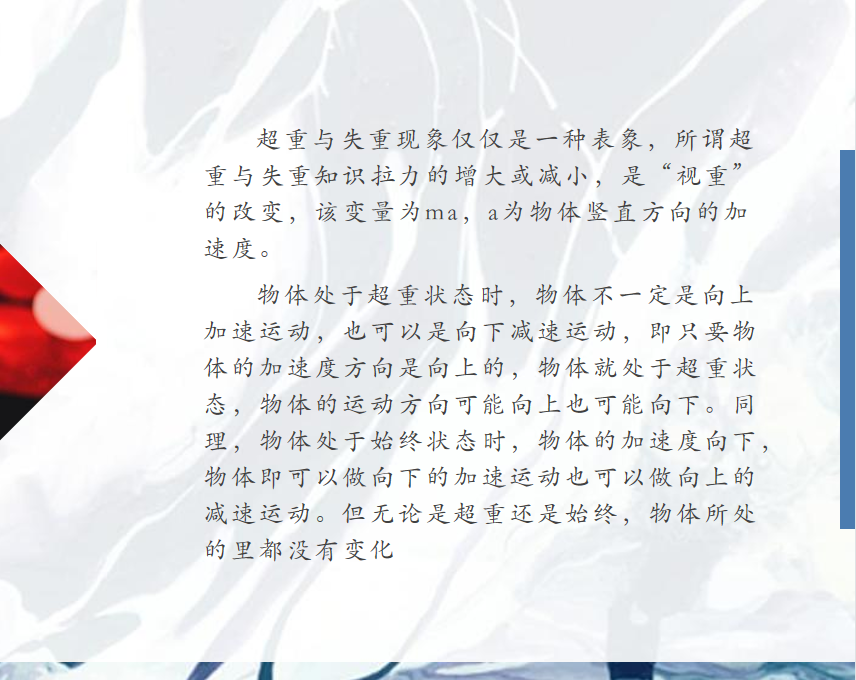 超重与失重现象仅仅是一种表象，所谓超
重与失重知识拉力的增大或减小，是“视重”
的改变，该变量为ma，a为物体竖直方向的加
速度。
物体处于超重状态时，物体不一定是向上
加速运动，也可以是向下减速运动，即只要物
体的加速度方向是向上的，物体就处于超重状
态，物体的运动方向可能向上也可能向下。同
理，物体处于始终状态时，物体的加速度向下，
物体即可以做向下的加速运动也可以做向上的
减速运动。但无论是超重还是始终，物体所处
的里都没有变化